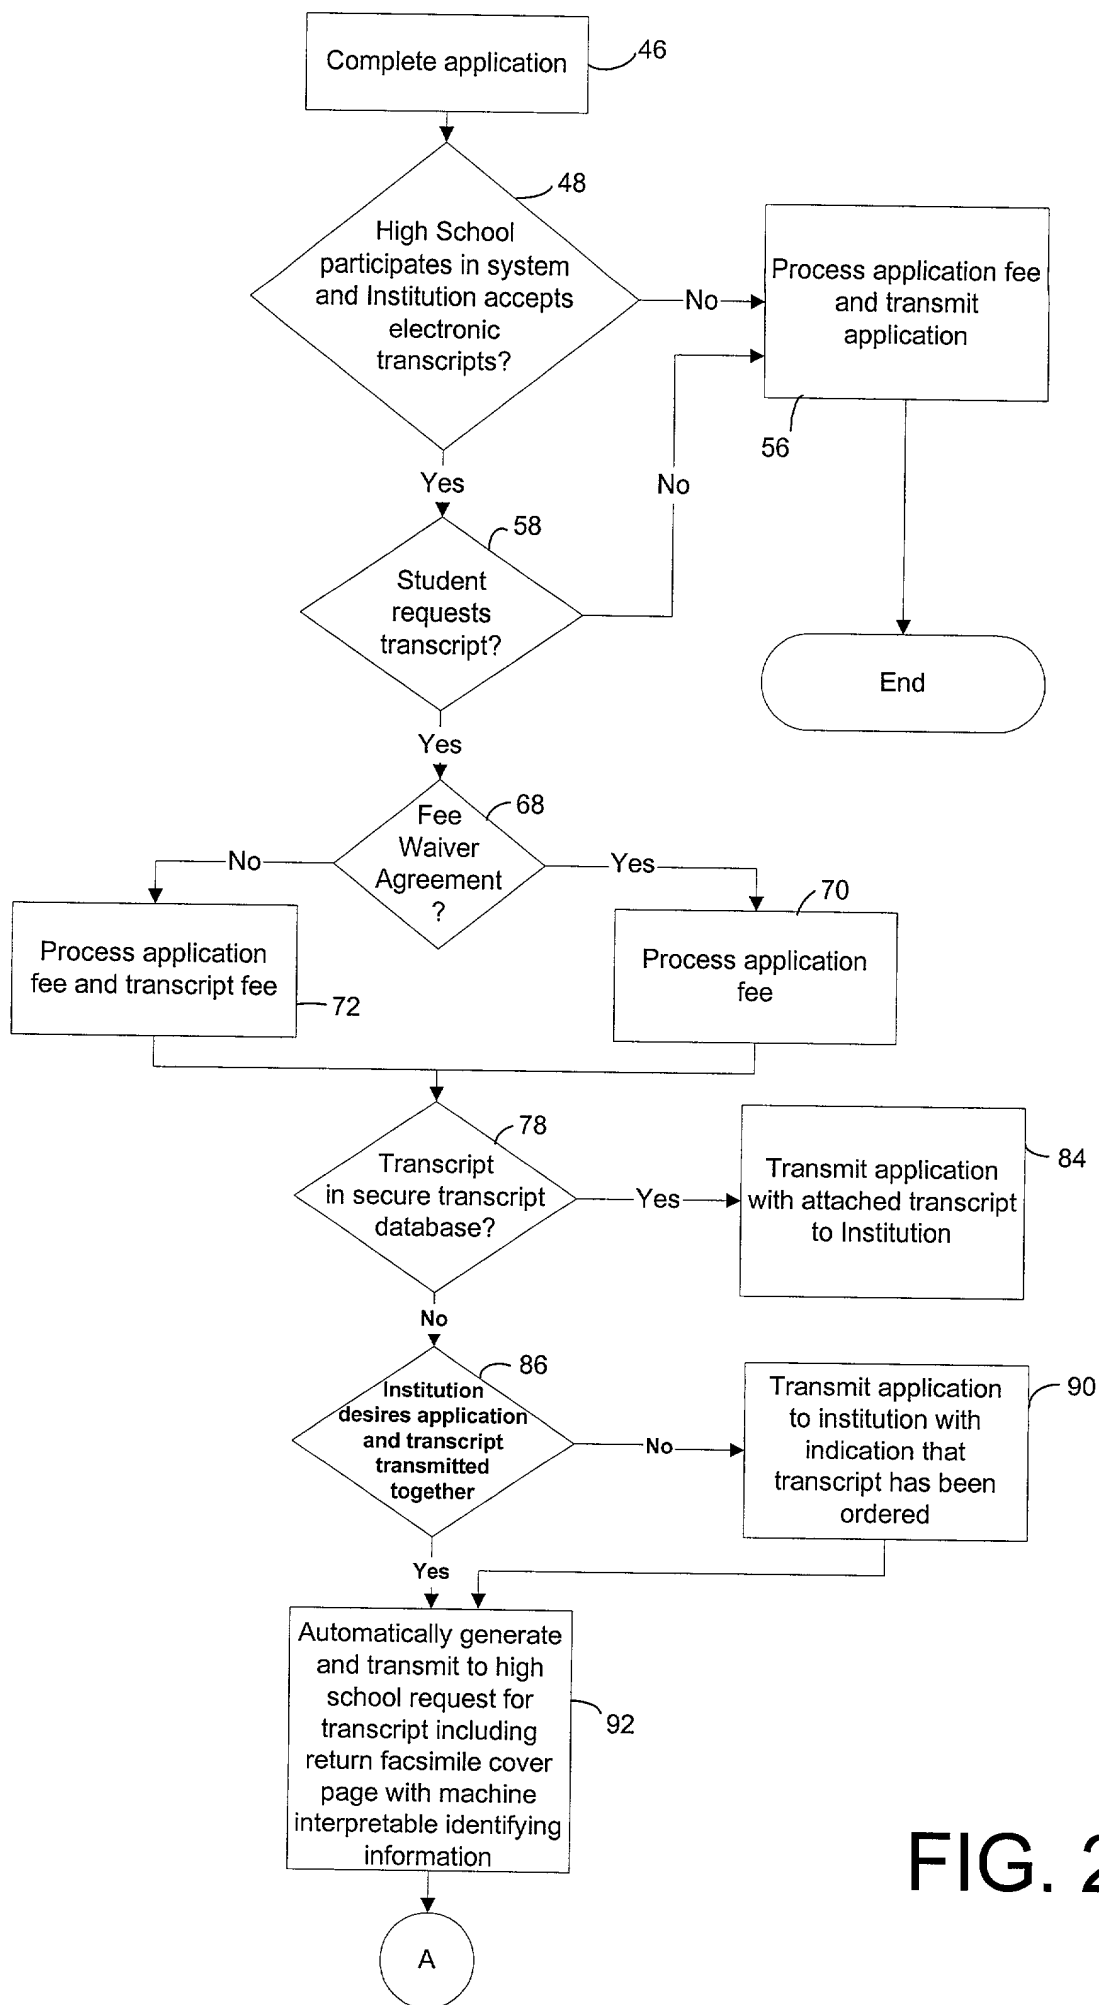 Complete application
46
48
High School
participates in system
and Institution accepts
electronic
transcripts?
No
Process application fee
and transmit
application
56
Yes
No
58
Student
requests
transcript?
End
Yes
68
Fee
Waiver
Agreement
?
No
Yes
70
Process application
fee and transcript fee
72
Process application
fee
78
Transcript
in secure transcript
database?
Yes
Transmit application
with attached transcript
to Institution
84
No
86
Institution
desires application
and transcript
transmitted
together
No
Transmit application
to institution with
indication that
transcript has been
ordered
90
Yes
Automatically generate
and transmit to high
school request for
transcript including
return facsimile cover
page with machine
interpretable identifying
information
92
FIG. 2
A